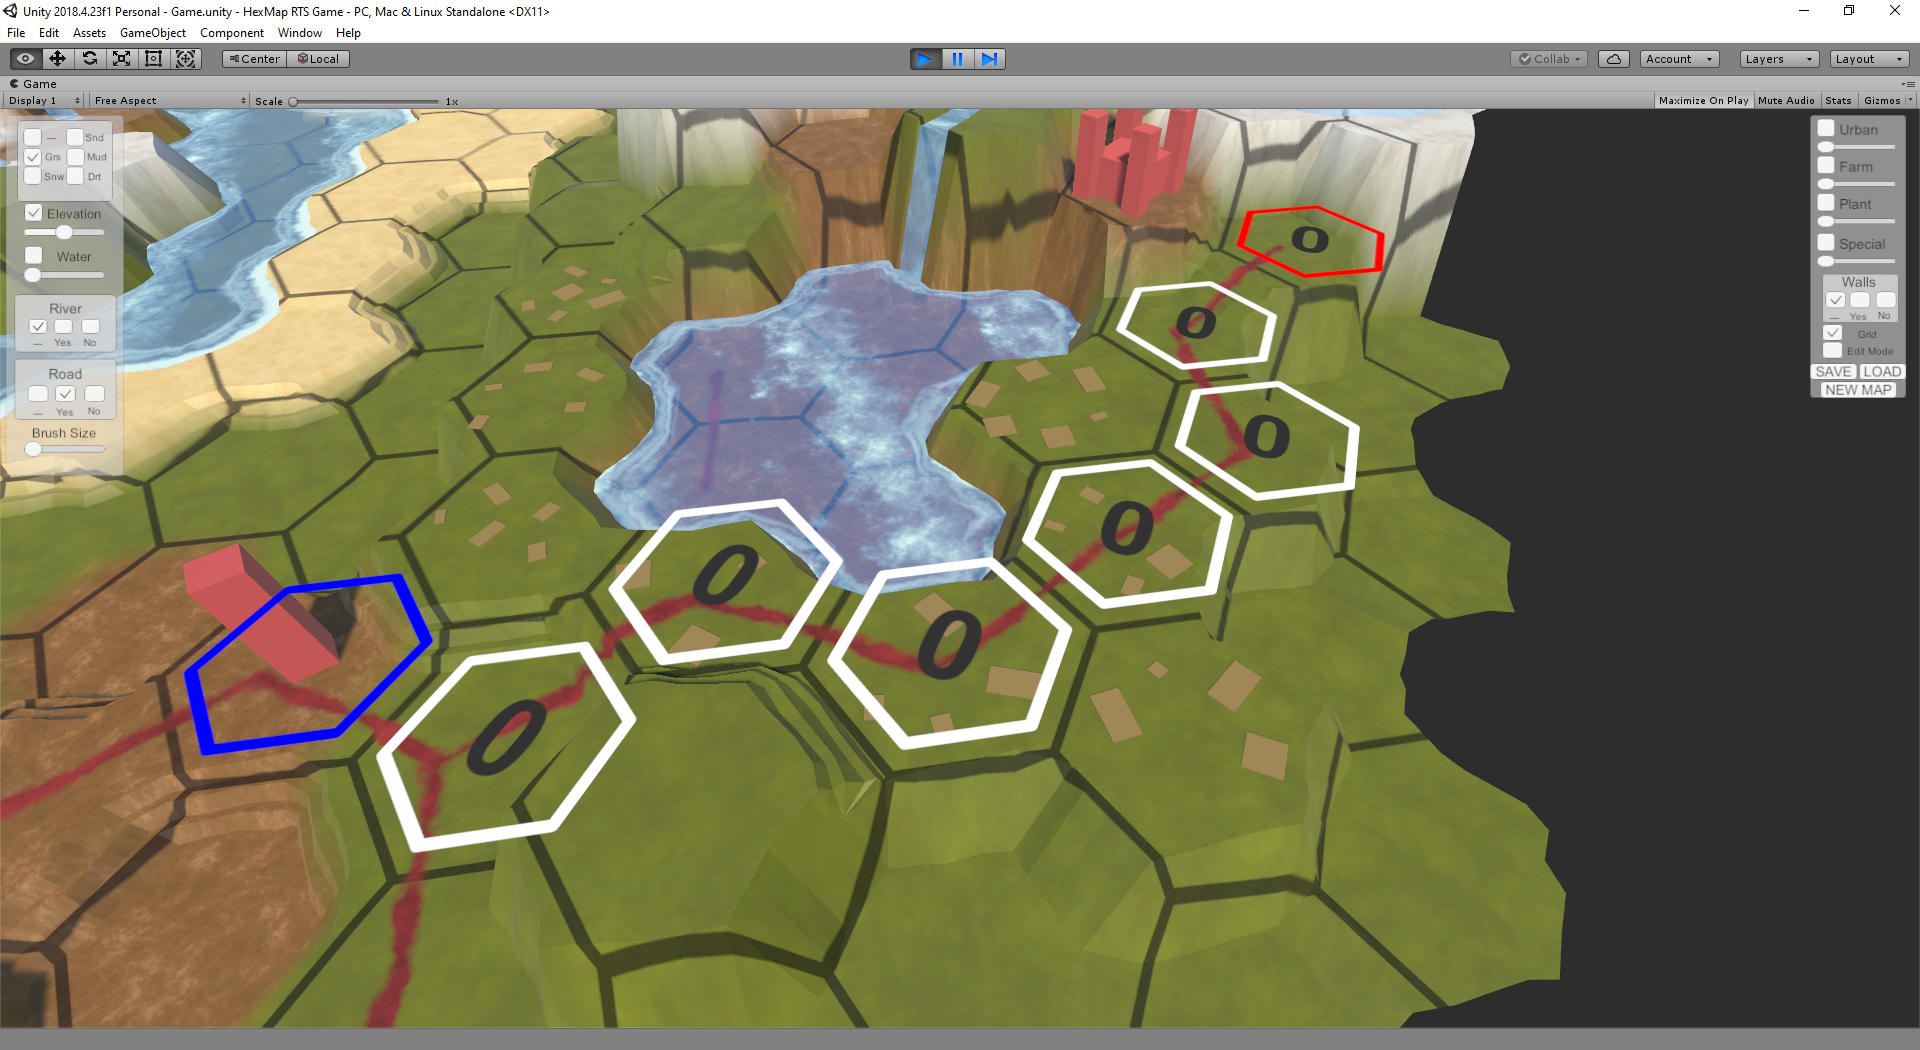 Unity 2018.4.23f1 Personal - Game.unity - HexMap RTS Game - PC, Mac & Linux Standalone <DX11>
File Edit Assets GameObject Component Window Help
Center Local Collab Account Layers Layout
Game
Display 1 Free Aspect Scale 1x Maximize On Play Mute Audio Stats Gizmos
— Snd
Grs Mud
Snw Drt
Elevation
Water
River
— Yes No
Road
— Yes No
Brush Size
Urban
Farm
Plant
Special
Walls
— Yes No
Grid
Edit Mode
SAVE LOAD
NEW MAP
0
0
0
0
0
0
0